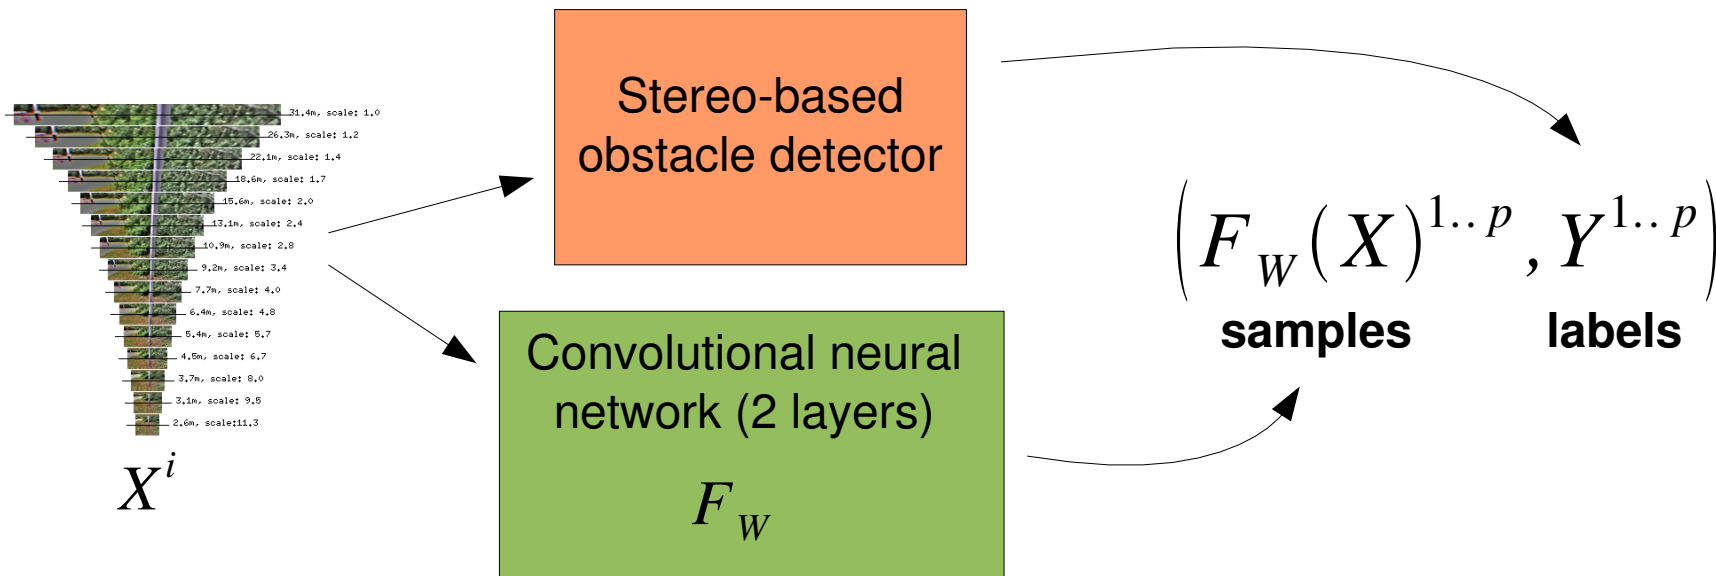 31.4m, scale: 1.0
26.3m, scale: 1.2
22.1m, scale: 1.4
18.6m, scale: 1.7
15.6m, scale: 2.0
13.1m, scale: 2.4
10.9m, scale: 2.8
9.2m, scale: 3.4
7.7m, scale: 4.0
6.4m, scale: 4.8
5.4m, scale: 5.7
4.5m, scale: 6.7
3.7m, scale: 8.0
3.1m, scale: 9.5
2.6m, scale:11.3
X^i
Stereo-based
obstacle detector
Convolutional neural
network (2 layers)
F_W
(F_W(X)^{1..p}, Y^{1..p})
samples labels